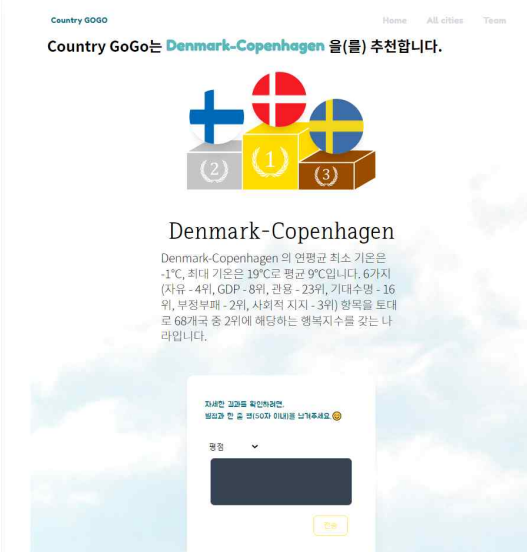 Country GOGO
Home All cities Team
Country GoGo는 Denmark-Copenhagen 을(를) 추천합니다.
2 1 3
Denmark-Copenhagen
Denmark-Copenhagen 의 연평균 최소 기온은
-1°C, 최대 기온은 19°C로 평균 9°C입니다. 6가지
(자유 - 4위, GDP - 8위, 관용 - 23위, 기대수명 - 16
위, 부정부패 - 2위, 사회적 지지 - 3위) 항목을 토대
로 68개국 중 2위에 해당하는 행복지수를 갖는 나
라입니다.
자세한 결과를 확인하려면,
별점과 한 줄 평(50자 이내)을 남겨주세요.
평점